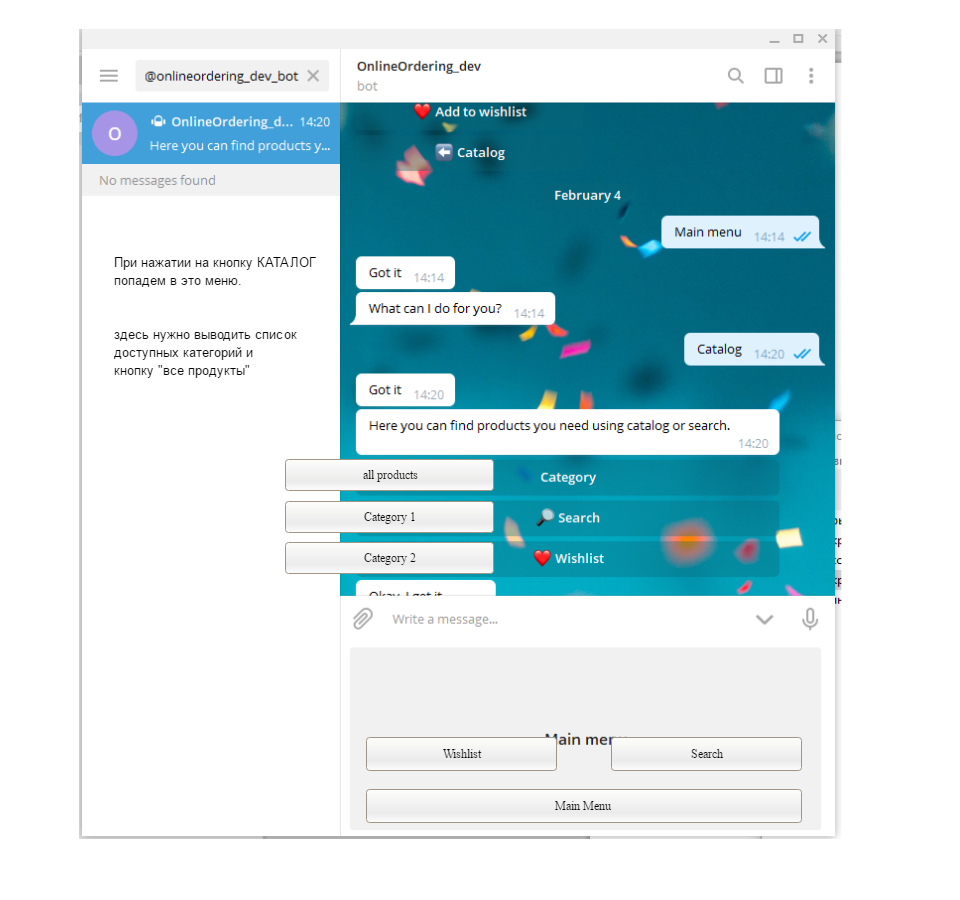 @onlineordering_dev_bot
OnlineOrdering_dev
bot
O
OnlineOrdering_d... 14:20
Here you can find products y...
No messages found
При нажатии на кнопку КАТАЛОГ
попадем в это меню.
здесь нужно выводить список
доступных категорий и
кнопку "все продукты"
❤️ Add to wishlist
⬅️ Catalog
February 4
Main menu 14:14
Got it 14:14
What can I do for you? 14:14
Catalog 14:20
Got it 14:20
Here you can find products you need using catalog or search.
14:20
all products
Category
Category 1
🔎 Search
Category 2
❤️ Wishlist
Okay, I got it
Write a message...
Main menu
Wishlist
Search
Main Menu